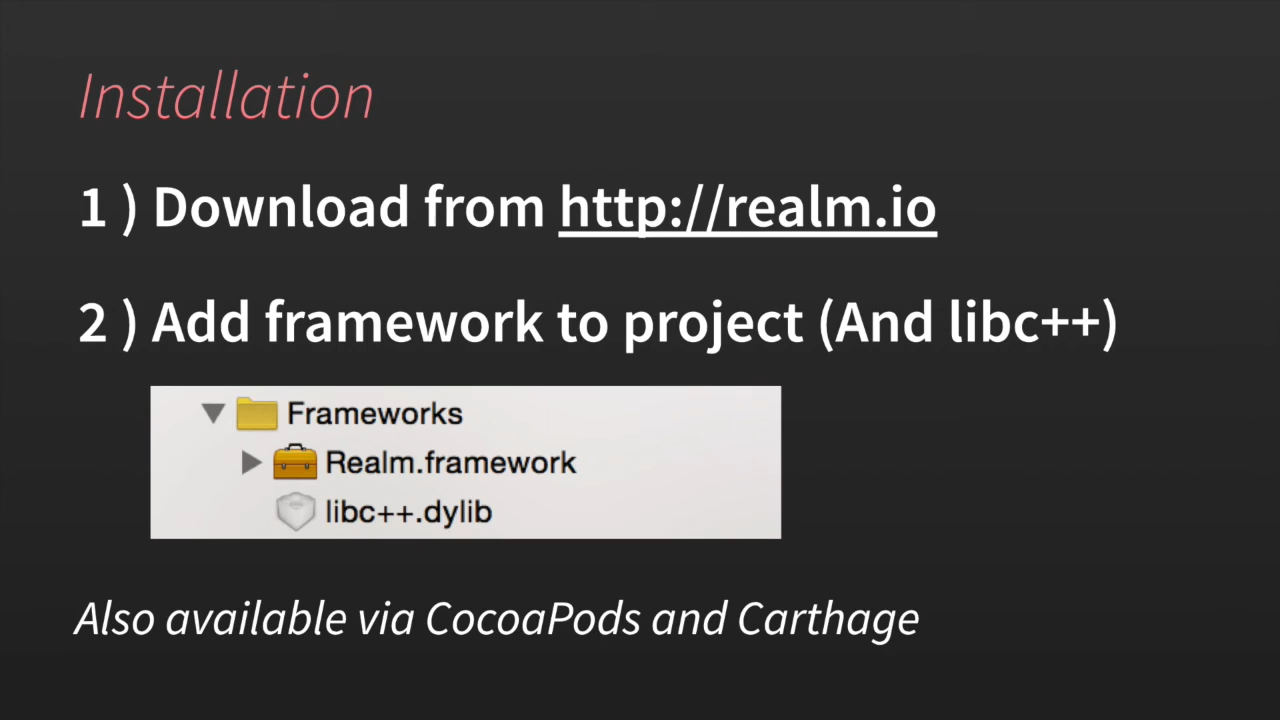 Installation
1 ) Download from http://realm.io
2 ) Add framework to project (And libc++)
Frameworks
Realm.framework
libc++.dylib
Also available via CocoaPods and Carthage